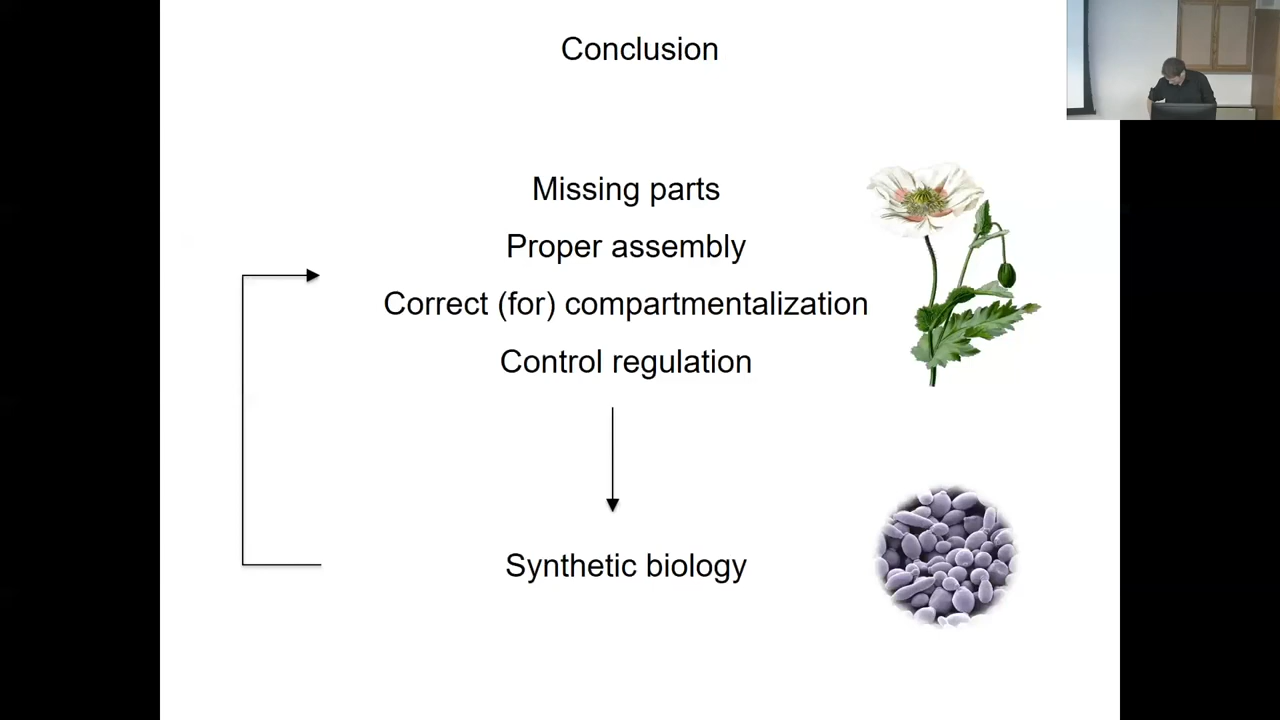 Conclusion
Missing parts
Proper assembly
Correct (for) compartmentalization
Control regulation
Synthetic biology